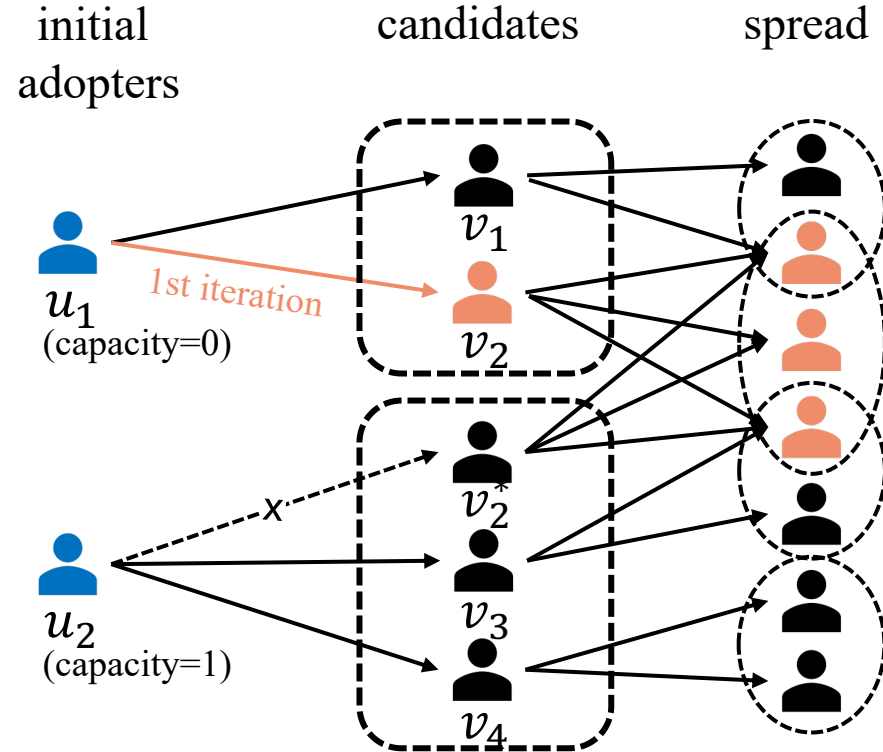 initial adopters
candidates
spread
v₁
1st iteration
u₁
(capacity=0)
v₂
v₂*
x
v₃
u₂
(capacity=1)
v₄